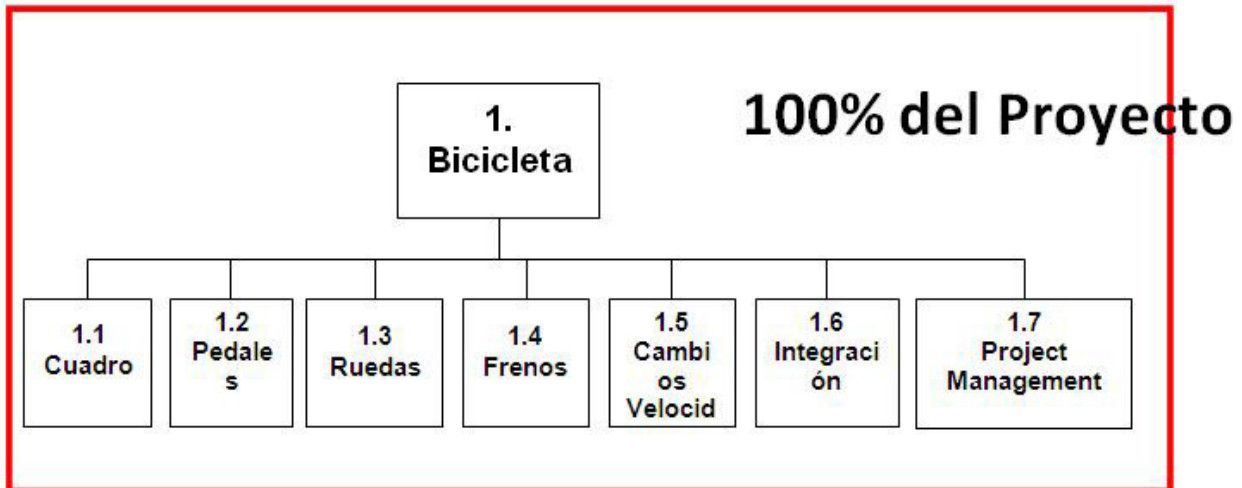 1.
Bicicleta
100% del Proyecto
1.1
Cuadro
1.2
Pedale
s
1.3
Ruedas
1.4
Frenos
1.5
Cambi
os
Velocid
1.6
Integraci
ón
1.7
Project
Management